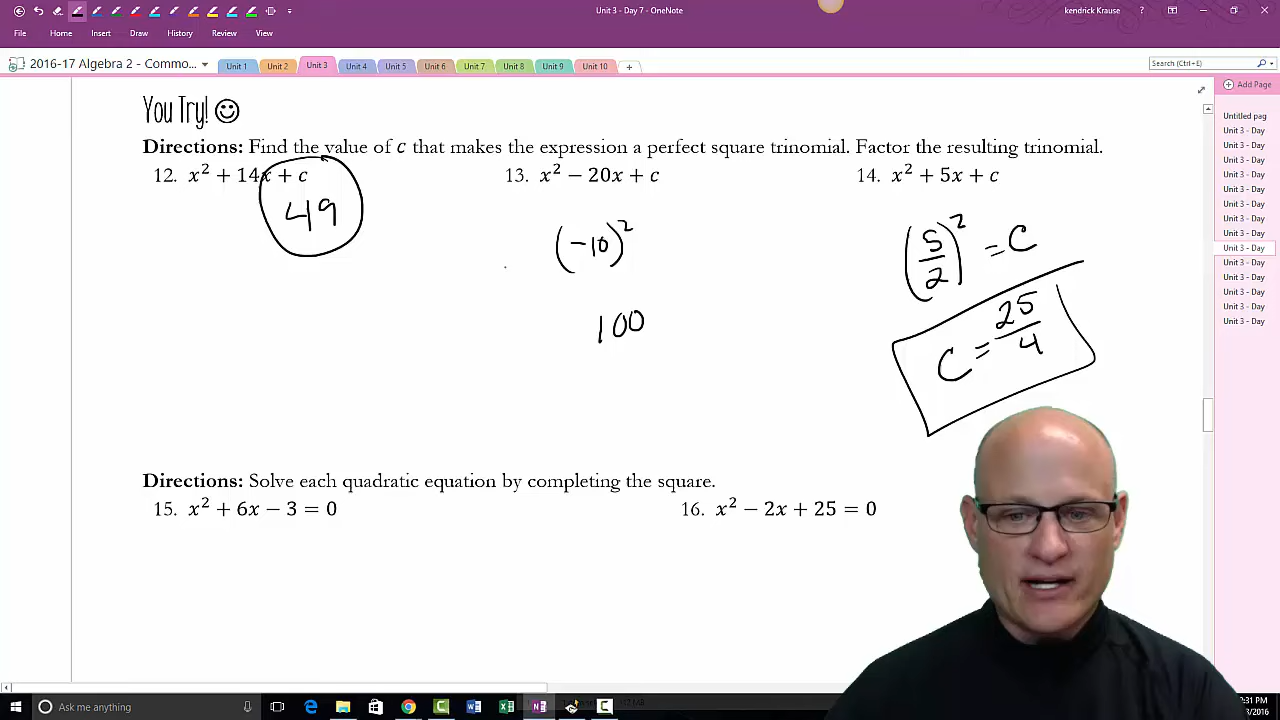 Unit 3 - Day 7 - OneNote
kendrick Krause
File Home Insert Draw History Review View
2016-17 Algebra 2 - Commo...
Unit 1 Unit 2 Unit 3 Unit 4 Unit 5 Unit 6 Unit 7 Unit 8 Unit 9 Unit 10
Search (Ctrl+E)
Add Page
Untitled pag
Unit 3 - Day
Unit 3 - Day
Unit 3 - Day
Unit 3 - Day
Unit 3 - Day
Unit 3 - Day
Unit 3 - Day
Unit 3 - Day
Unit 3 - Day
Unit 3 - Day
Unit 3 - Day
Unit 3 - Day
Unit 3 - Day
Unit 3 - Day
You Try! ☺
Directions: Find the value of c that makes the expression a perfect square trinomial. Factor the resulting trinomial.
12. x² + 14x + c
49
13. x² − 20x + c
(-10)²
100
14. x² + 5x + c
(5/2)² = C
C = 25/4
Directions: Solve each quadratic equation by completing the square.
15. x² + 6x − 3 = 0
16. x² − 2x + 25 = 0
Ask me anything